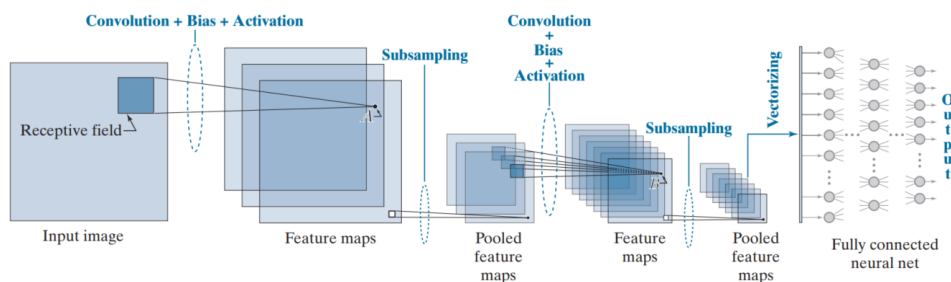 Convolution + Bias + Activation
Receptive field
Input image
A
Feature maps
Subsampling
Pooled
feature
maps
Convolution
+
Bias
+
Activation
B
Feature
maps
Subsampling
Pooled
feature
maps
Vectorizing
Fully connected
neural net
Output